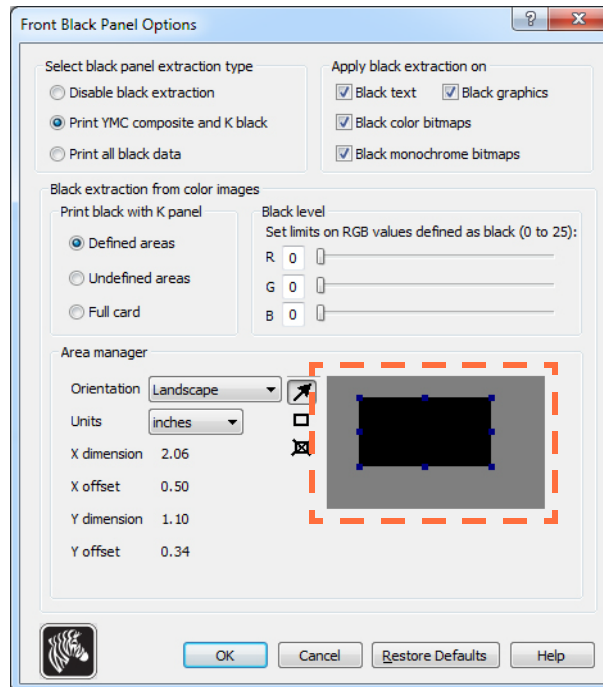 Front Black Panel Options
Select black panel extraction type
Disable black extraction
Print YMC composite and K black
Print all black data
Apply black extraction on
Black text Black graphics
Black color bitmaps
Black monochrome bitmaps
Black extraction from color images
Print black with K panel
Defined areas
Undefined areas
Full card
Black level
Set limits on RGB values defined as black (0 to 25):
R 0
G 0
B 0
Area manager
Orientation Landscape
Units inches
X dimension 2.06
X offset 0.50
Y dimension 1.10
Y offset 0.34
OK Cancel Restore Defaults Help